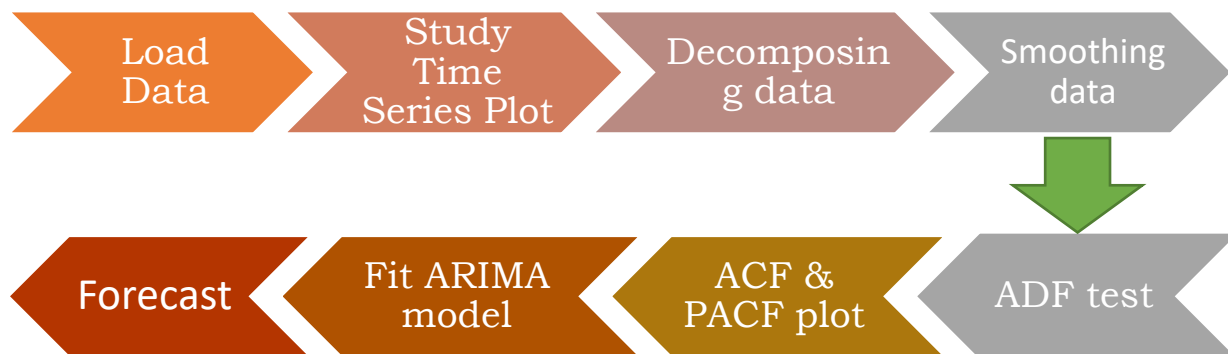 Load
Data
Study
Time
Series Plot
Decomposin
g data
Smoothing
data
ADF test
ACF &
PACF plot
Fit ARIMA
model
Forecast